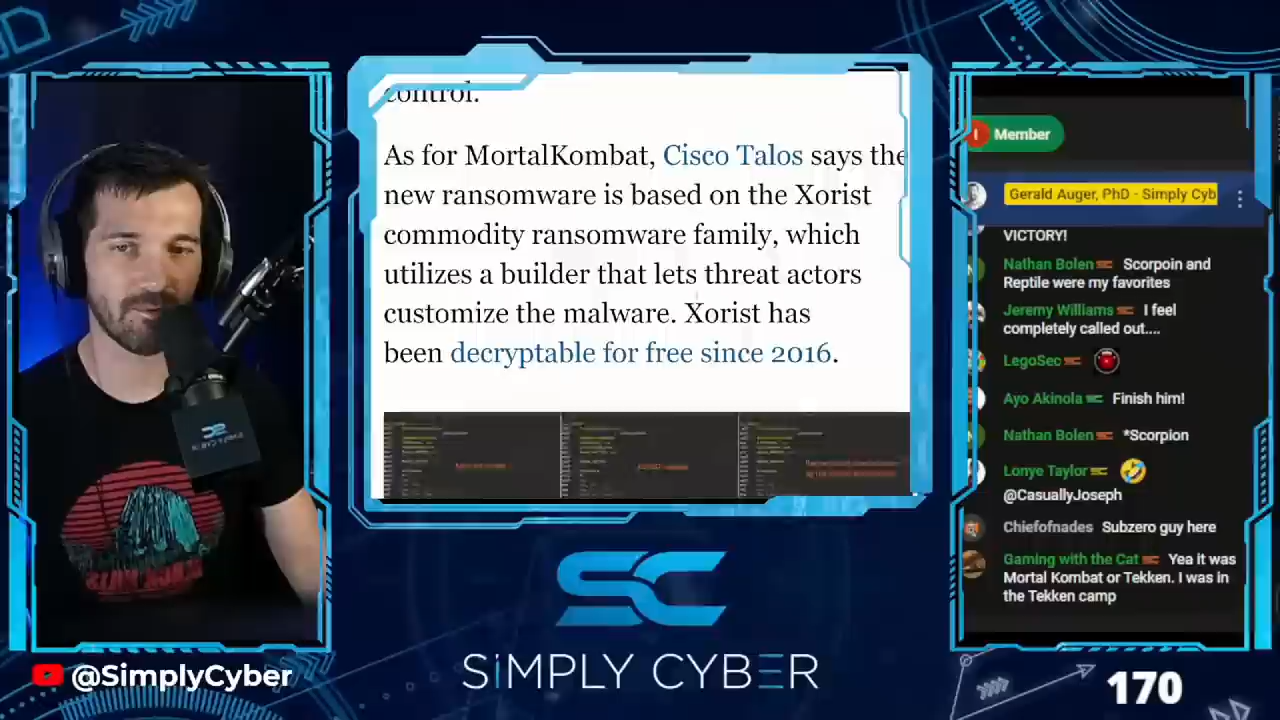 control.
As for MortalKombat, Cisco Talos says the
new ransomware is based on the Xorist
commodity ransomware family, which
utilizes a builder that lets threat actors
customize the malware. Xorist has
been decryptable for free since 2016.
Member
Gerald Auger, PhD - Simply Cyb
VICTORY!
Nathan Bolen Scorpoin and
Reptile were my favorites
Jeremy Williams I feel
completely called out....
LegoSec
Ayo Akinola Finish him!
Nathan Bolen *Scorpion
Lonye Taylor
@CasuallyJoseph
Chiefofnades Subzero guy here
Gaming with the Cat Yea it was
Mortal Kombat or Tekken. I was in
the Tekken camp
SC
SiMPLY CYBER
@SimplyCyber
170